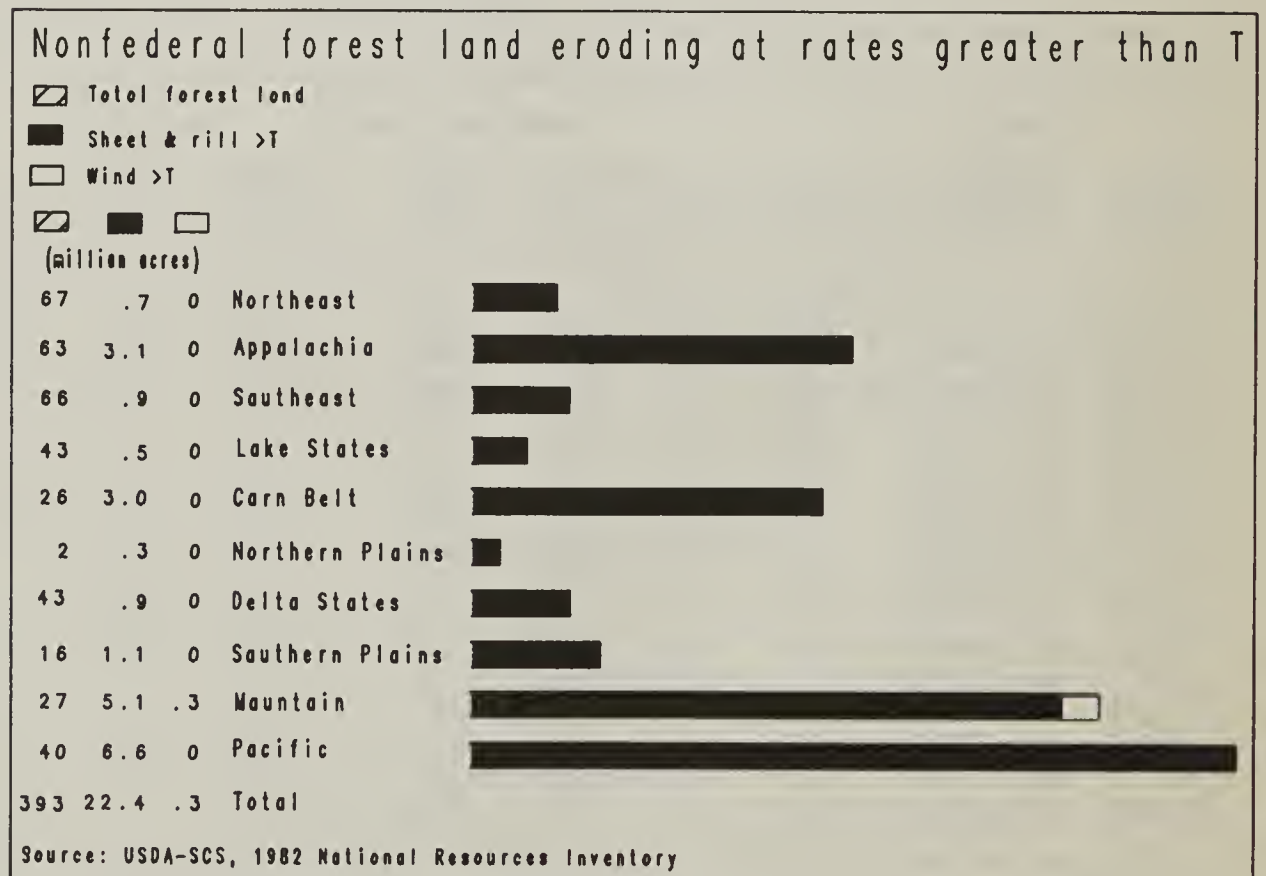 Nonfederal forest land eroding at rates greater than T
Total forest land
Sheet & rill >T
Wind >T
(million acres)
67 .7 0 Northeast
63 3.1 0 Appalachia
66 .9 0 Southeast
43 .5 0 Lake States
26 3.0 0 Corn Belt
2 .3 0 Northern Plains
43 .9 0 Delta States
16 1.1 0 Southern Plains
27 5.1 .3 Mountain
40 6.6 0 Pacific
393 22.4 .3 Total
Source: USDA-SCS, 1982 National Resources Inventory